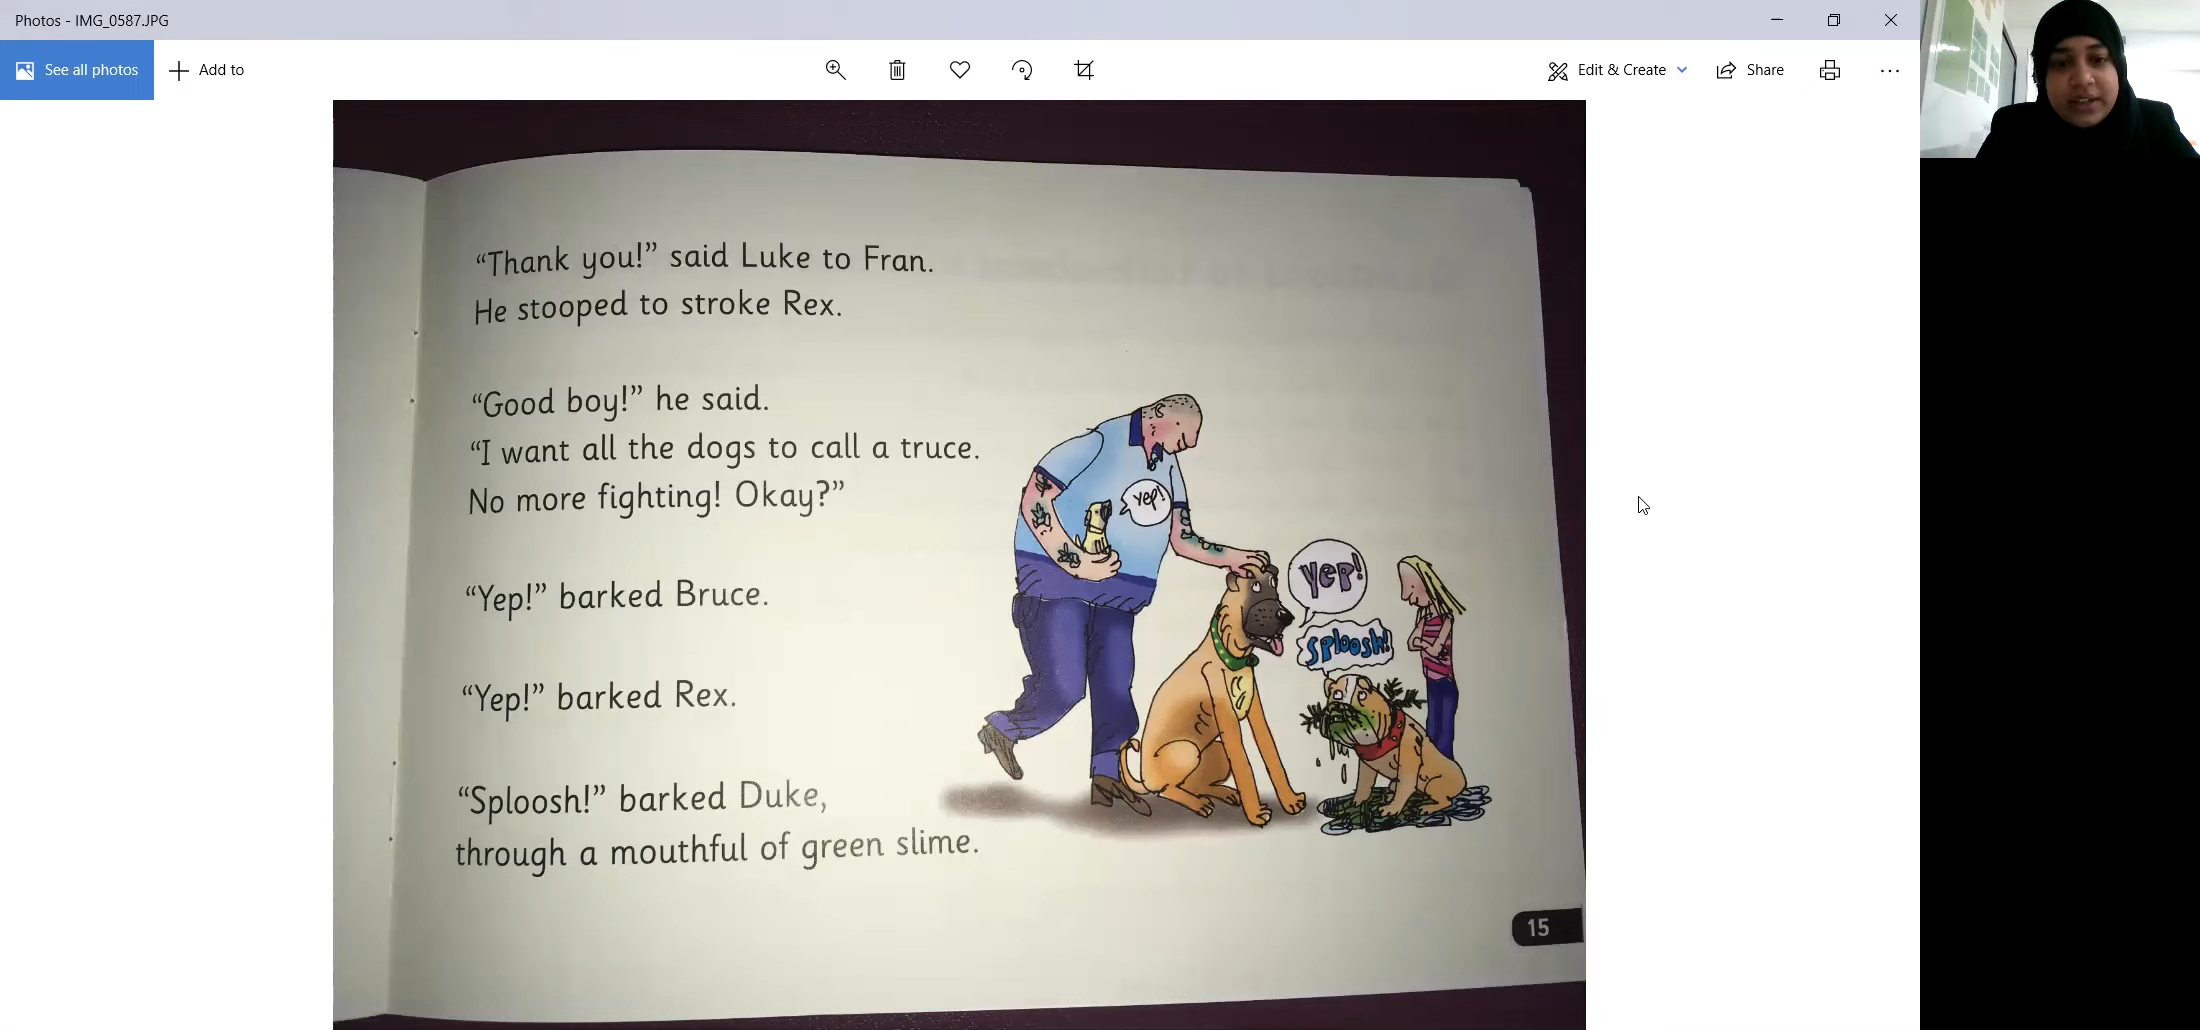 Photos - IMG_0587.JPG
See all photos
Add to
Edit & Create
Share
“Thank you!” said Luke to Fran.
He stooped to stroke Rex.
“Good boy!” he said.
“I want all the dogs to call a truce.
No more fighting! Okay?”
“Yep!” barked Bruce.
“Yep!” barked Rex.
“Sploosh!” barked Duke,
through a mouthful of green slime.
Yep!
Yep!
Sploosh!
15